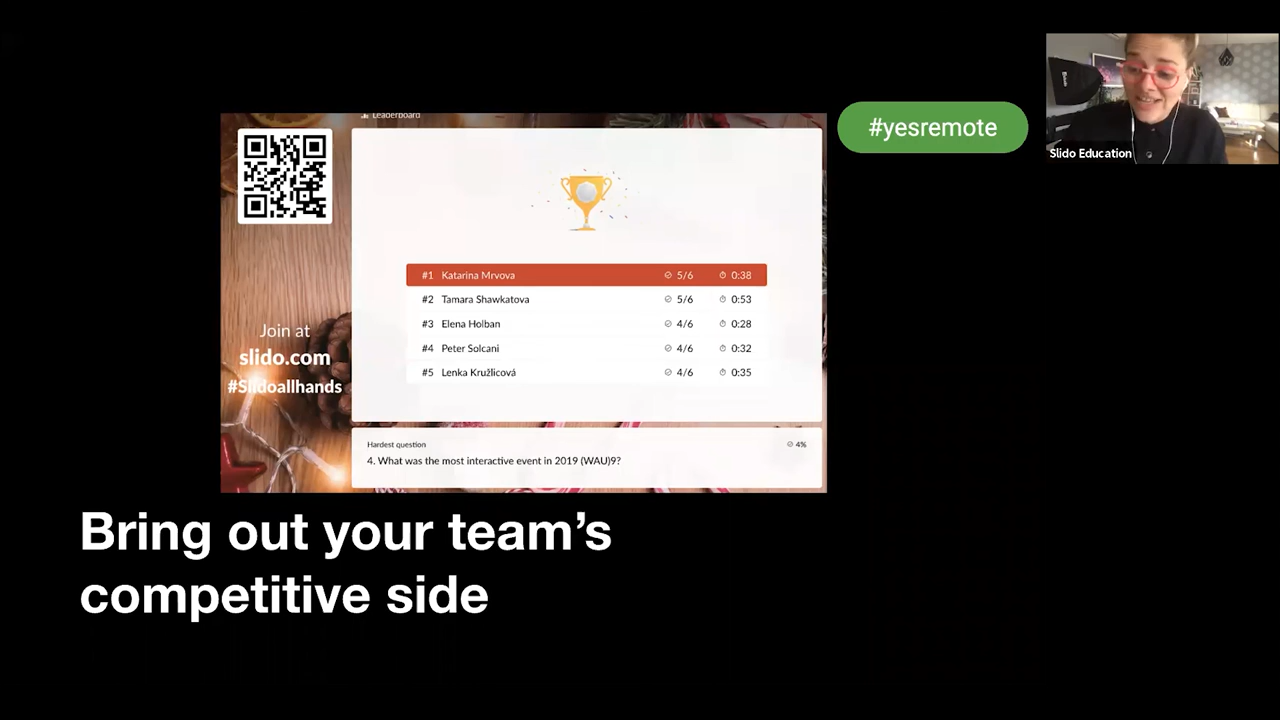 Leaderboard
#yesremote
Slido Education
#1 Katarina Mrvova 5/6 0:38
#2 Tamara Shawkatova 5/6 0:53
#3 Elena Holban 4/6 0:28
#4 Peter Solcani 4/6 0:32
#5 Lenka Kružlicová 4/6 0:35
Join at
slido.com
#Slidoallhands
Hardest question 4%
4. What was the most interactive event in 2019 (WAU)9?
Bring out your team’s
competitive side